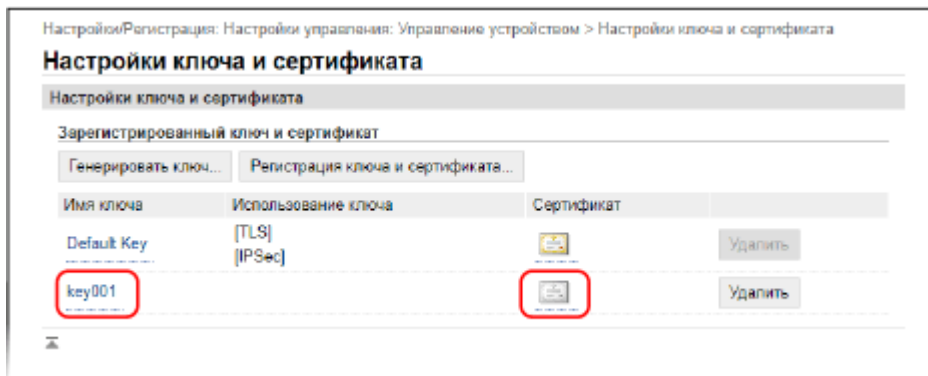 Настройки/Регистрация: Настройки управления: Управление устройством > Настройки ключа и сертификата
Настройки ключа и сертификата
Настройки ключа и сертификата
Зарегистрированный ключ и сертификат
Генерировать ключ... Регистрация ключа и сертификата...
Имя ключа Использование ключа Сертификат
Default Key [TLS] Удалить
[IPSec]
key001 Удалить